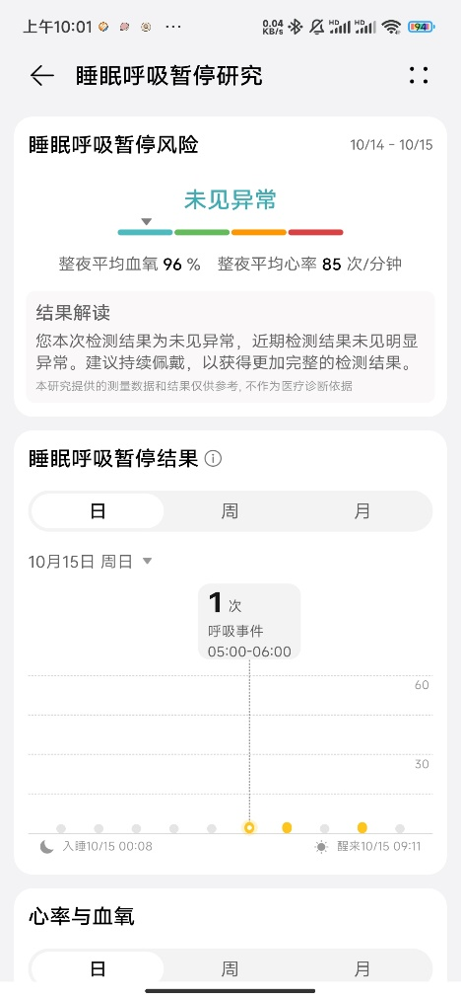 上午10:01
0.04
KB/s
HD
HD
94
睡眠呼吸暂停研究
睡眠呼吸暂停风险
10/14 - 10/15
未见异常
整夜平均血氧 96 % 整夜平均心率 85 次/分钟
结果解读
您本次检测结果为未见异常，近期检测结果未见明显
异常。建议持续佩戴，以获得更加完整的检测结果。
本研究提供的测量数据和结果仅供参考, 不作为医疗诊断依据
睡眠呼吸暂停结果
日 周 月
10月15日 周日
1 次
呼吸事件
05:00-06:00
60
30
入睡10/15 00:08 醒来10/15 09:11
心率与血氧
日 周 月